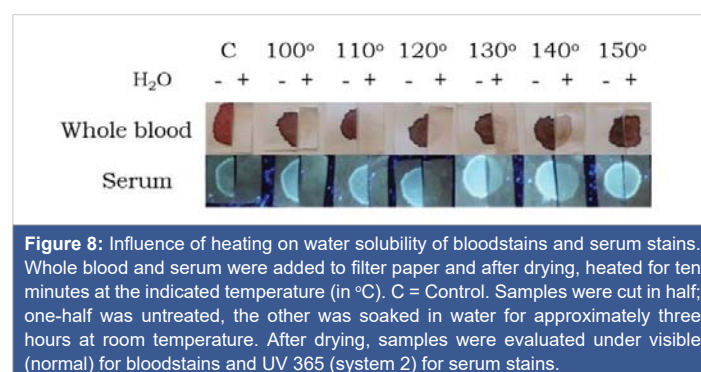 C 100° 110° 120° 130° 140° 150°
H₂O - + - + - + - + - + - + - +
Whole blood
Serum
Figure 8: Influence of heating on water solubility of bloodstains and serum stains.
Whole blood and serum were added to filter paper and after drying, heated for ten
minutes at the indicated temperature (in °C). C = Control. Samples were cut in half;
one-half was untreated, the other was soaked in water for approximately three
hours at room temperature. After drying, samples were evaluated under visible
(normal) for bloodstains and UV 365 (system 2) for serum stains.